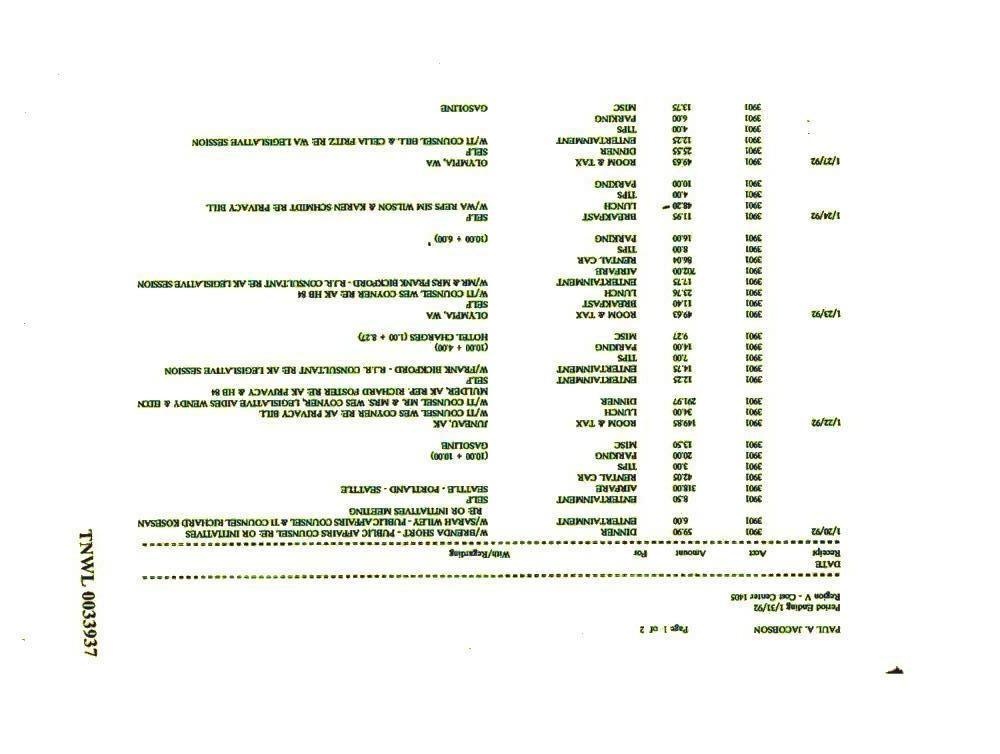 PAUL A. JACOBSON Page 1 of 2
Period Ending 1/31/92
Region V - Cost Center 1405
DATE
Receipt Acct Amount For With/Regarding
1/20/92 3901 59.90 DINNER W/BRENDA SHORT - PUBLIC AFFAIRS COUNSEL RE: OR INITIATIVES
3901 6.00 ENTERTAINMENT W/SARAH WILEY - PUBLIC AFFAIRS COUNSEL & TI COUNSEL RICHARD KOSESAN
RE: OR INITIATIVES MEETING
3901 8.50 ENTERTAINMENT SELF
3901 318.00 AIRFARE SEATTLE - PORTLAND - SEATTLE
3901 42.05 RENTAL CAR
3901 3.00 TIPS
3901 20.00 PARKING (10.00 + 10.00)
3901 13.50 MISC GASOLINE
1/22/92 3901 149.85 ROOM & TAX JUNEAU, AK
3901 34.00 LUNCH W/TI COUNSEL WES COYNER RE: AK PRIVACY BILL
3901 291.97 DINNER W/TI COUNSEL MR. & MRS. WES COYNER, LEGISLATIVE AIDES WENDY & EDON
MULDER, AK REP. RICHARD FOSTER RE: AK PRIVACY & HB 84
3901 12.25 ENTERTAINMENT SELF
3901 14.75 ENTERTAINMENT W/FRANK BICKFORD - R.J.R. CONSULTANT RE: AK LEGISLATIVE SESSION
3901 7.00 TIPS
3901 14.00 PARKING (10.00 + 4.00)
3901 9.27 MISC HOTEL CHARGES (1.00 + 8.27)
1/23/92 3901 49.63 ROOM & TAX OLYMPIA, WA
3901 11.40 BREAKFAST SELF
3901 23.76 LUNCH W/TI COUNSEL WES COYNER RE: AK HB 84
3901 17.75 ENTERTAINMENT W/MR & MRS FRANK BICKFORD - R.J.R. CONSULTANT RE: AK LEGISLATIVE SESSION
3901 702.00 AIRFARE
3901 86.04 RENTAL CAR
3901 8.00 TIPS
3901 16.00 PARKING (10.00 + 6.00)
1/24/92 3901 11.95 BREAKFAST SELF
3901 48.20 LUNCH W/WA REPS SIM WILSON & KAREN SCHMIDT RE: PRIVACY BILL
3901 4.00 TIPS
3901 10.00 PARKING
1/27/92 3901 49.63 ROOM & TAX OLYMPIA, WA
3901 25.55 DINNER SELF
3901 12.25 ENTERTAINMENT W/TI COUNSEL BILL & CELIA FRITZ RE: WA LEGISLATIVE SESSION
3901 4.00 TIPS
3901 6.00 PARKING
3901 13.75 MISC GASOLINE
TNWL 0033937